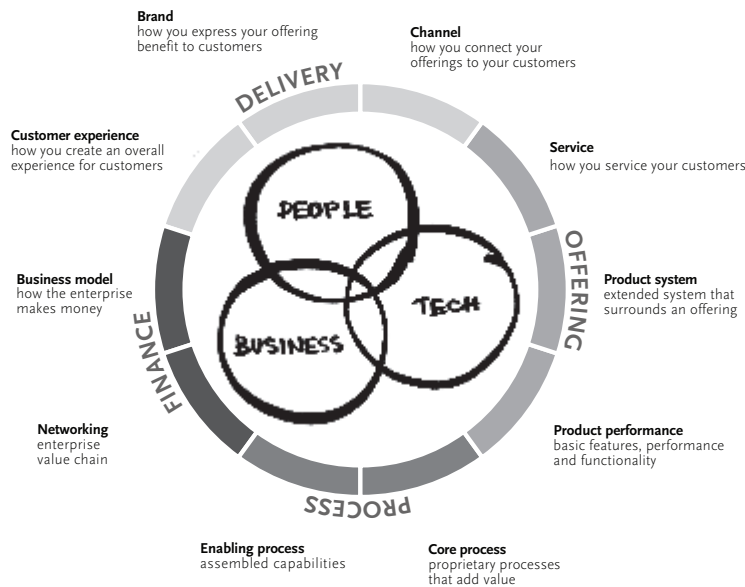 Brand
how you express your offering
benefit to customers
Channel
how you connect your
offerings to your customers
DELIVERY
Customer experience
how you create an overall
experience for customers
Service
how you service your customers
PEOPLE
OFFERING
Business model
how the enterprise
makes money
Product system
extended system that
surrounds an offering
TECH
BUSINESS
FINANCE
Networking
enterprise
value chain
Product performance
basic features, performance
and functionality
PROCESS
Enabling process
assembled capabilities
Core process
proprietary processes
that add value